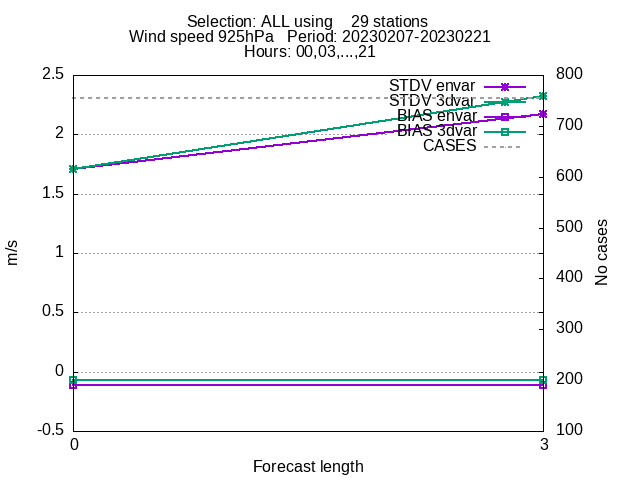 Selection: ALL using 29 stations
Wind speed 925hPa Period: 20230207-20230221
Hours: 00,03,...,21
2.5
2
1.5
1
0.5
0
-0.5
m/s
STDV envar
STDV 3dvar
BIAS envar
BIAS 3dvar
CASES
800
700
600
500
400
300
200
100
No cases
0
3
Forecast length